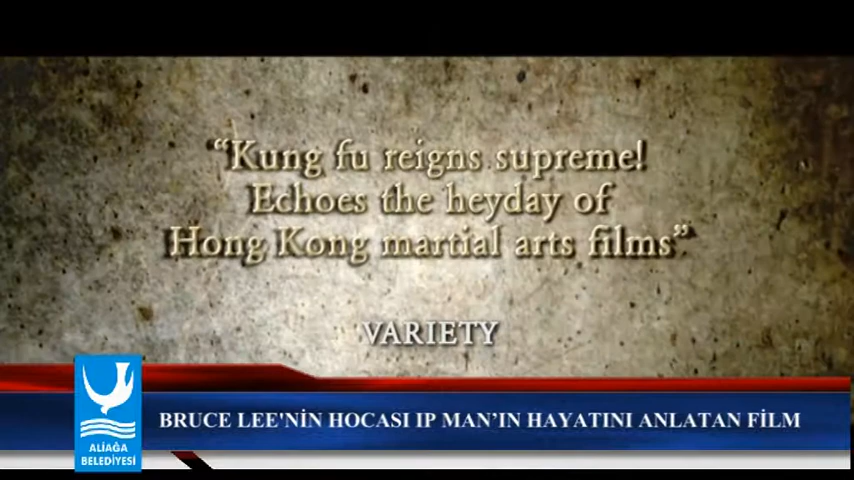 “Kung fu reigns supreme!
Echoes the heyday of
Hong Kong martial arts films”
VARIETY
BRUCE LEE'NİN HOCASI IP MAN’IN HAYATINI ANLATAN FİLM
ALİAĞA
BELEDİYESİ